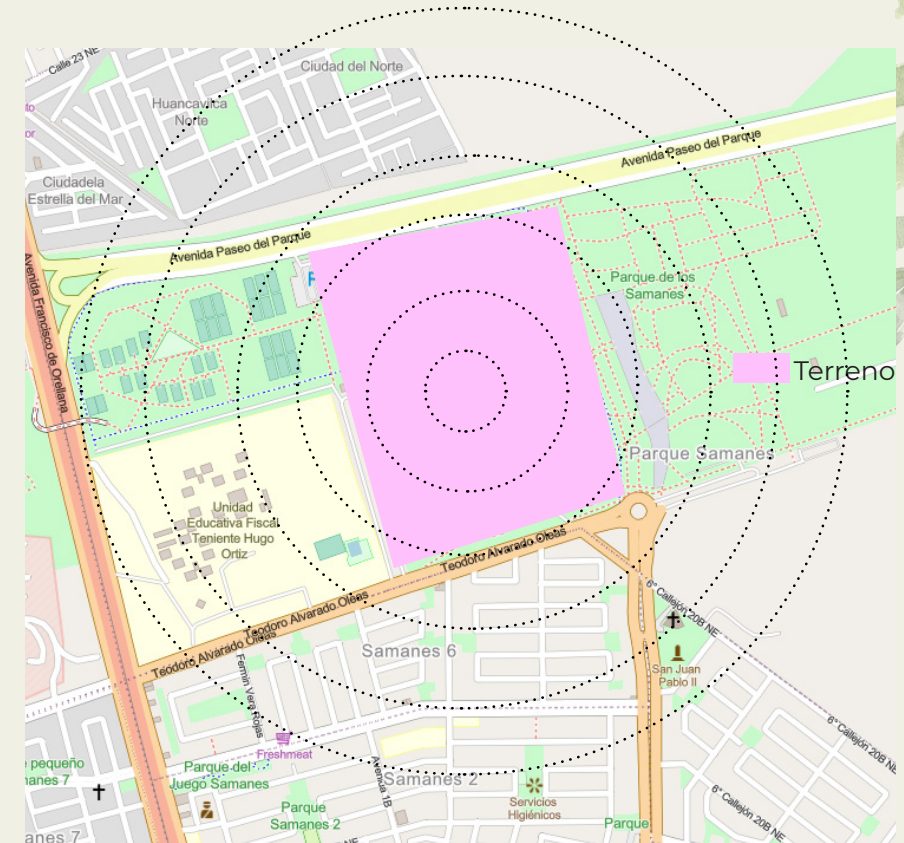 Calle 23 NE
Ciudad del Norte
Huancavilca
Norte
Avenida Paseo del Parque
Ciudadela
Estrella del Mar
Avenida Paseo del Parque
Avenida Francisco de Orellana
Parque de los
Samanes
P
Terreno
Parque Samanes
Unidad
Educativa Fiscal
Teniente Hugo
Ortiz
Teodoro Alvarado Oleas
Teodoro Alvarado Oleas
Teodoro Alvarado Oleas
6° Callejón 20B NE
Samanes 6
San Juan
Pablo II
Fermín Vera Rojas
6° Callejón 20B NE
Freshmeat
Avenida 1B
pequeño
manes 7
Parque del
Juego Samanes
Samanes 2
Servicios
Higiénicos
Parque
Samanes 2
Parque
6° Callejón 20B NE
anes 7